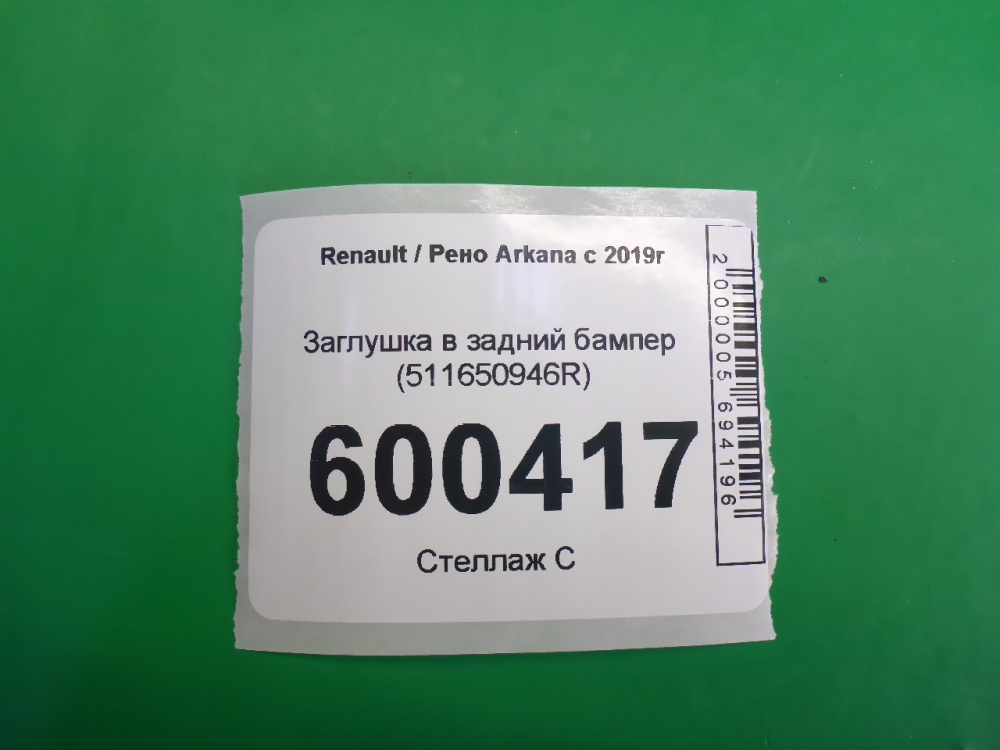 Renault / Рено Arkana с 2019г
Заглушка в задний бампер
(511650946R)
600417
Стеллаж С
2 000005 694196